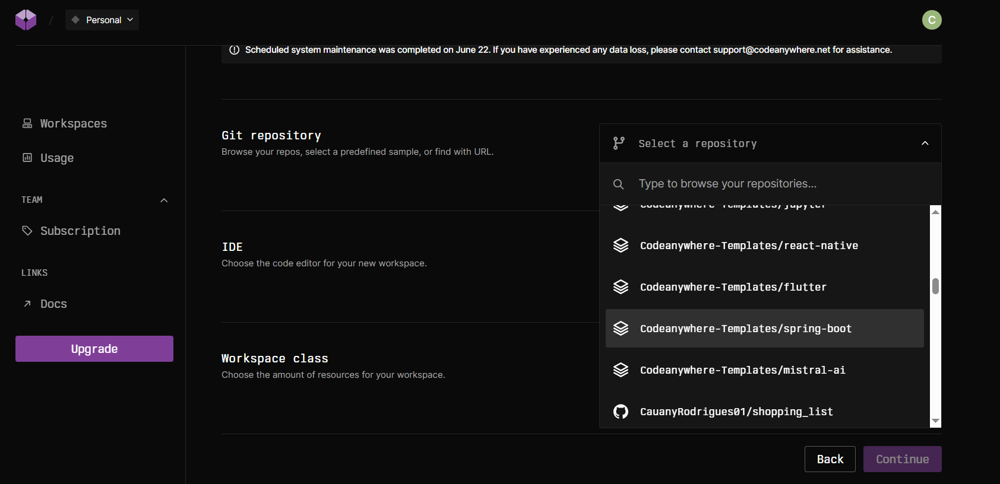 /
Personal
C
Scheduled system maintenance was completed on June 22. If you have experienced any data loss, please contact support@codeanywhere.net for assistance.
Workspaces
Usage
TEAM
Subscription
LINKS
Docs
Upgrade
Git repository
Browse your repos, select a predefined sample, or find with URL.
IDE
Choose the code editor for your new workspace.
Workspace class
Choose the amount of resources for your workspace.
Select a repository
Type to browse your repositories...
Codeanywhere-Templates/jupyter
Codeanywhere-Templates/react-native
Codeanywhere-Templates/flutter
Codeanywhere-Templates/spring-boot
Codeanywhere-Templates/mistral-ai
CauanyRodrigues01/shopping_list
Back
Continue